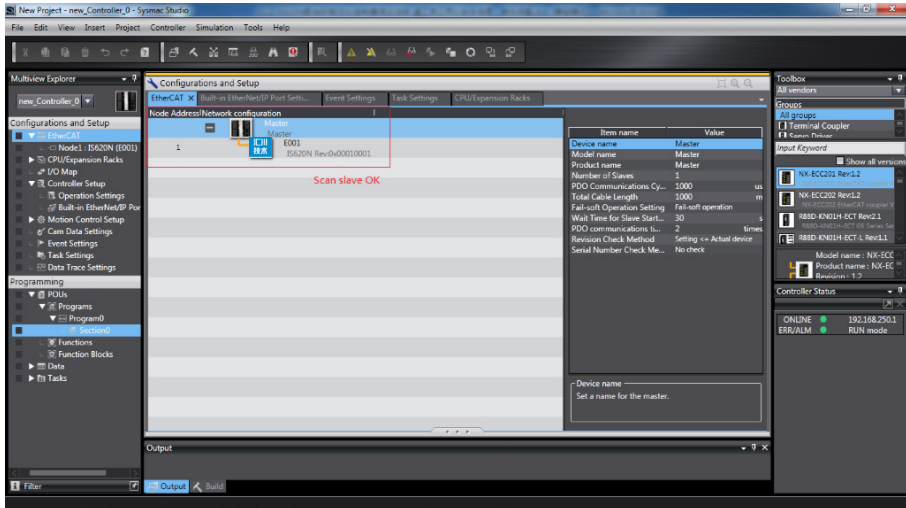 New Project - new_Controller_0 - Sysmac Studio
File Edit View Insert Project Controller Simulation Tools Help
Multiview Explorer
new_Controller_0
Configurations and Setup
EtherCAT
Node1 : IS620N (E001)
CPU/Expansion Racks
I/O Map
Controller Setup
Operation Settings
Built-in EtherNet/IP Por
Motion Control Setup
Cam Data Settings
Event Settings
Task Settings
Data Trace Settings
Programming
POUs
Programs
Program0
Section0
Functions
Function Blocks
Data
Tasks
Filter
Configurations and Setup
EtherCAT Built-in EtherNet/IP Port Setti... Event Settings Task Settings CPU/Expansion Racks
Node Address Network configuration
Master
Master
1
汇川
技术
E001
IS620N Rev:0x00010001
Scan slave OK
Item name Value
Device name Master
Model name Master
Product name Master
Number of Slaves 1
PDO Communications Cy... 1000 us
Total Cable Length 1000 m
Fail-soft Operation Setting Fail-soft operation
Wait Time for Slave Start... 30 s
PDO communications ti... 2 times
Revision Check Method Setting <= Actual device
Serial Number Check Me... No check
Device name
Set a name for the master.
Output
Output Build
Toolbox
All vendors
Groups
All groups
Terminal Coupler
Servo Driver
Input Keyword
Show all versions
NX-ECC201 Rev:1.2
NX-ECC202 Rev:1.2
NX-ECC202 EtherCAT coupler V
R88D-KN01H-ECT Rev:2.1
R88D-KN01H-ECT G5 Series Ser
R88D-KN01H-ECT-L Rev:1.1
Model name : NX-ECC
Product name : NX-EC
Revision : 1.2
Controller Status
ONLINE 192.168.250.1
ERR/ALM RUN mode